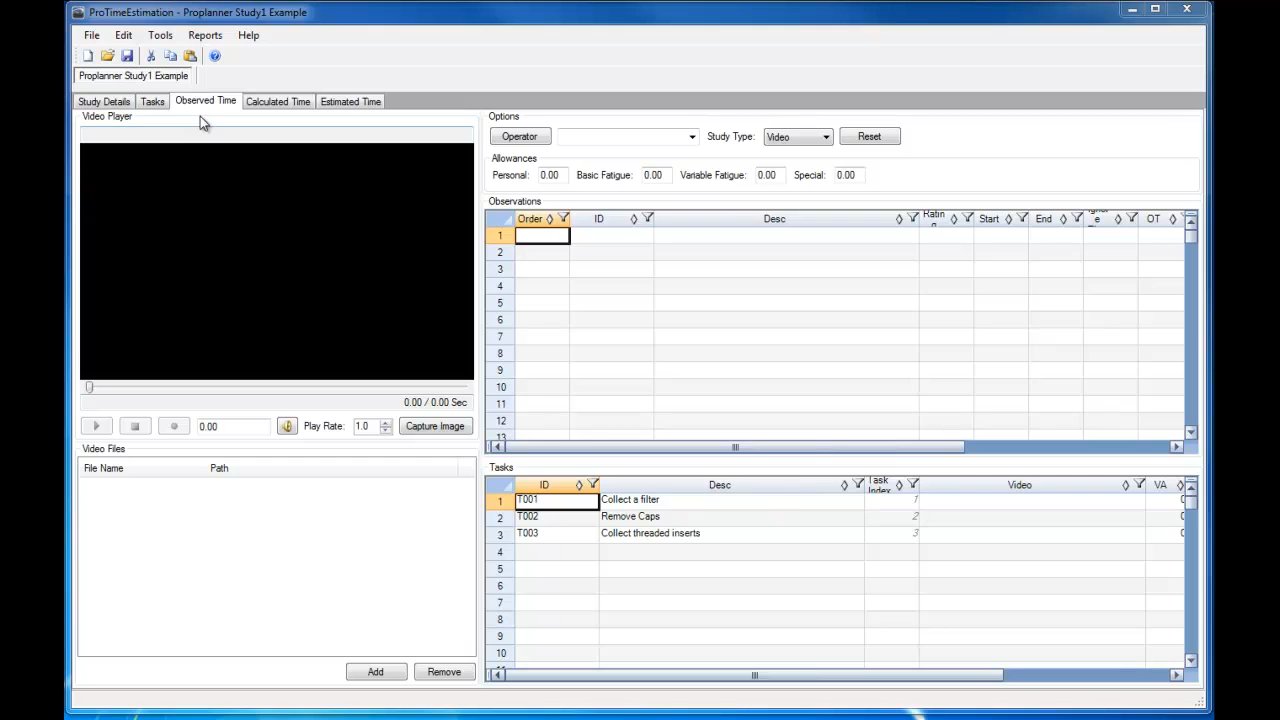 ProTimeEstimation - Proplanner Study1 Example
File Edit Tools Reports Help
Proplanner Study1 Example
Study Details Tasks Observed Time Calculated Time Estimated Time
Video Player
Options
Operator Study Type: Video Reset
Allowances
Personal: 0.00 Basic Fatigue: 0.00 Variable Fatigue: 0.00 Special: 0.00
Observations
Order ID Desc Ratin Start End e OT
1
2
3
4
5
6
7
8
9
10
11
12
13
0.00 / 0.00 Sec
0.00 Play Rate: 1.0 Capture Image
Video Files
File Name Path
Add Remove
Tasks
ID Desc Task Index Video VA
1 T001 Collect a filter 1
2 T002 Remove Caps 2
3 T003 Collect threaded inserts 3
4
5
6
7
8
9
10